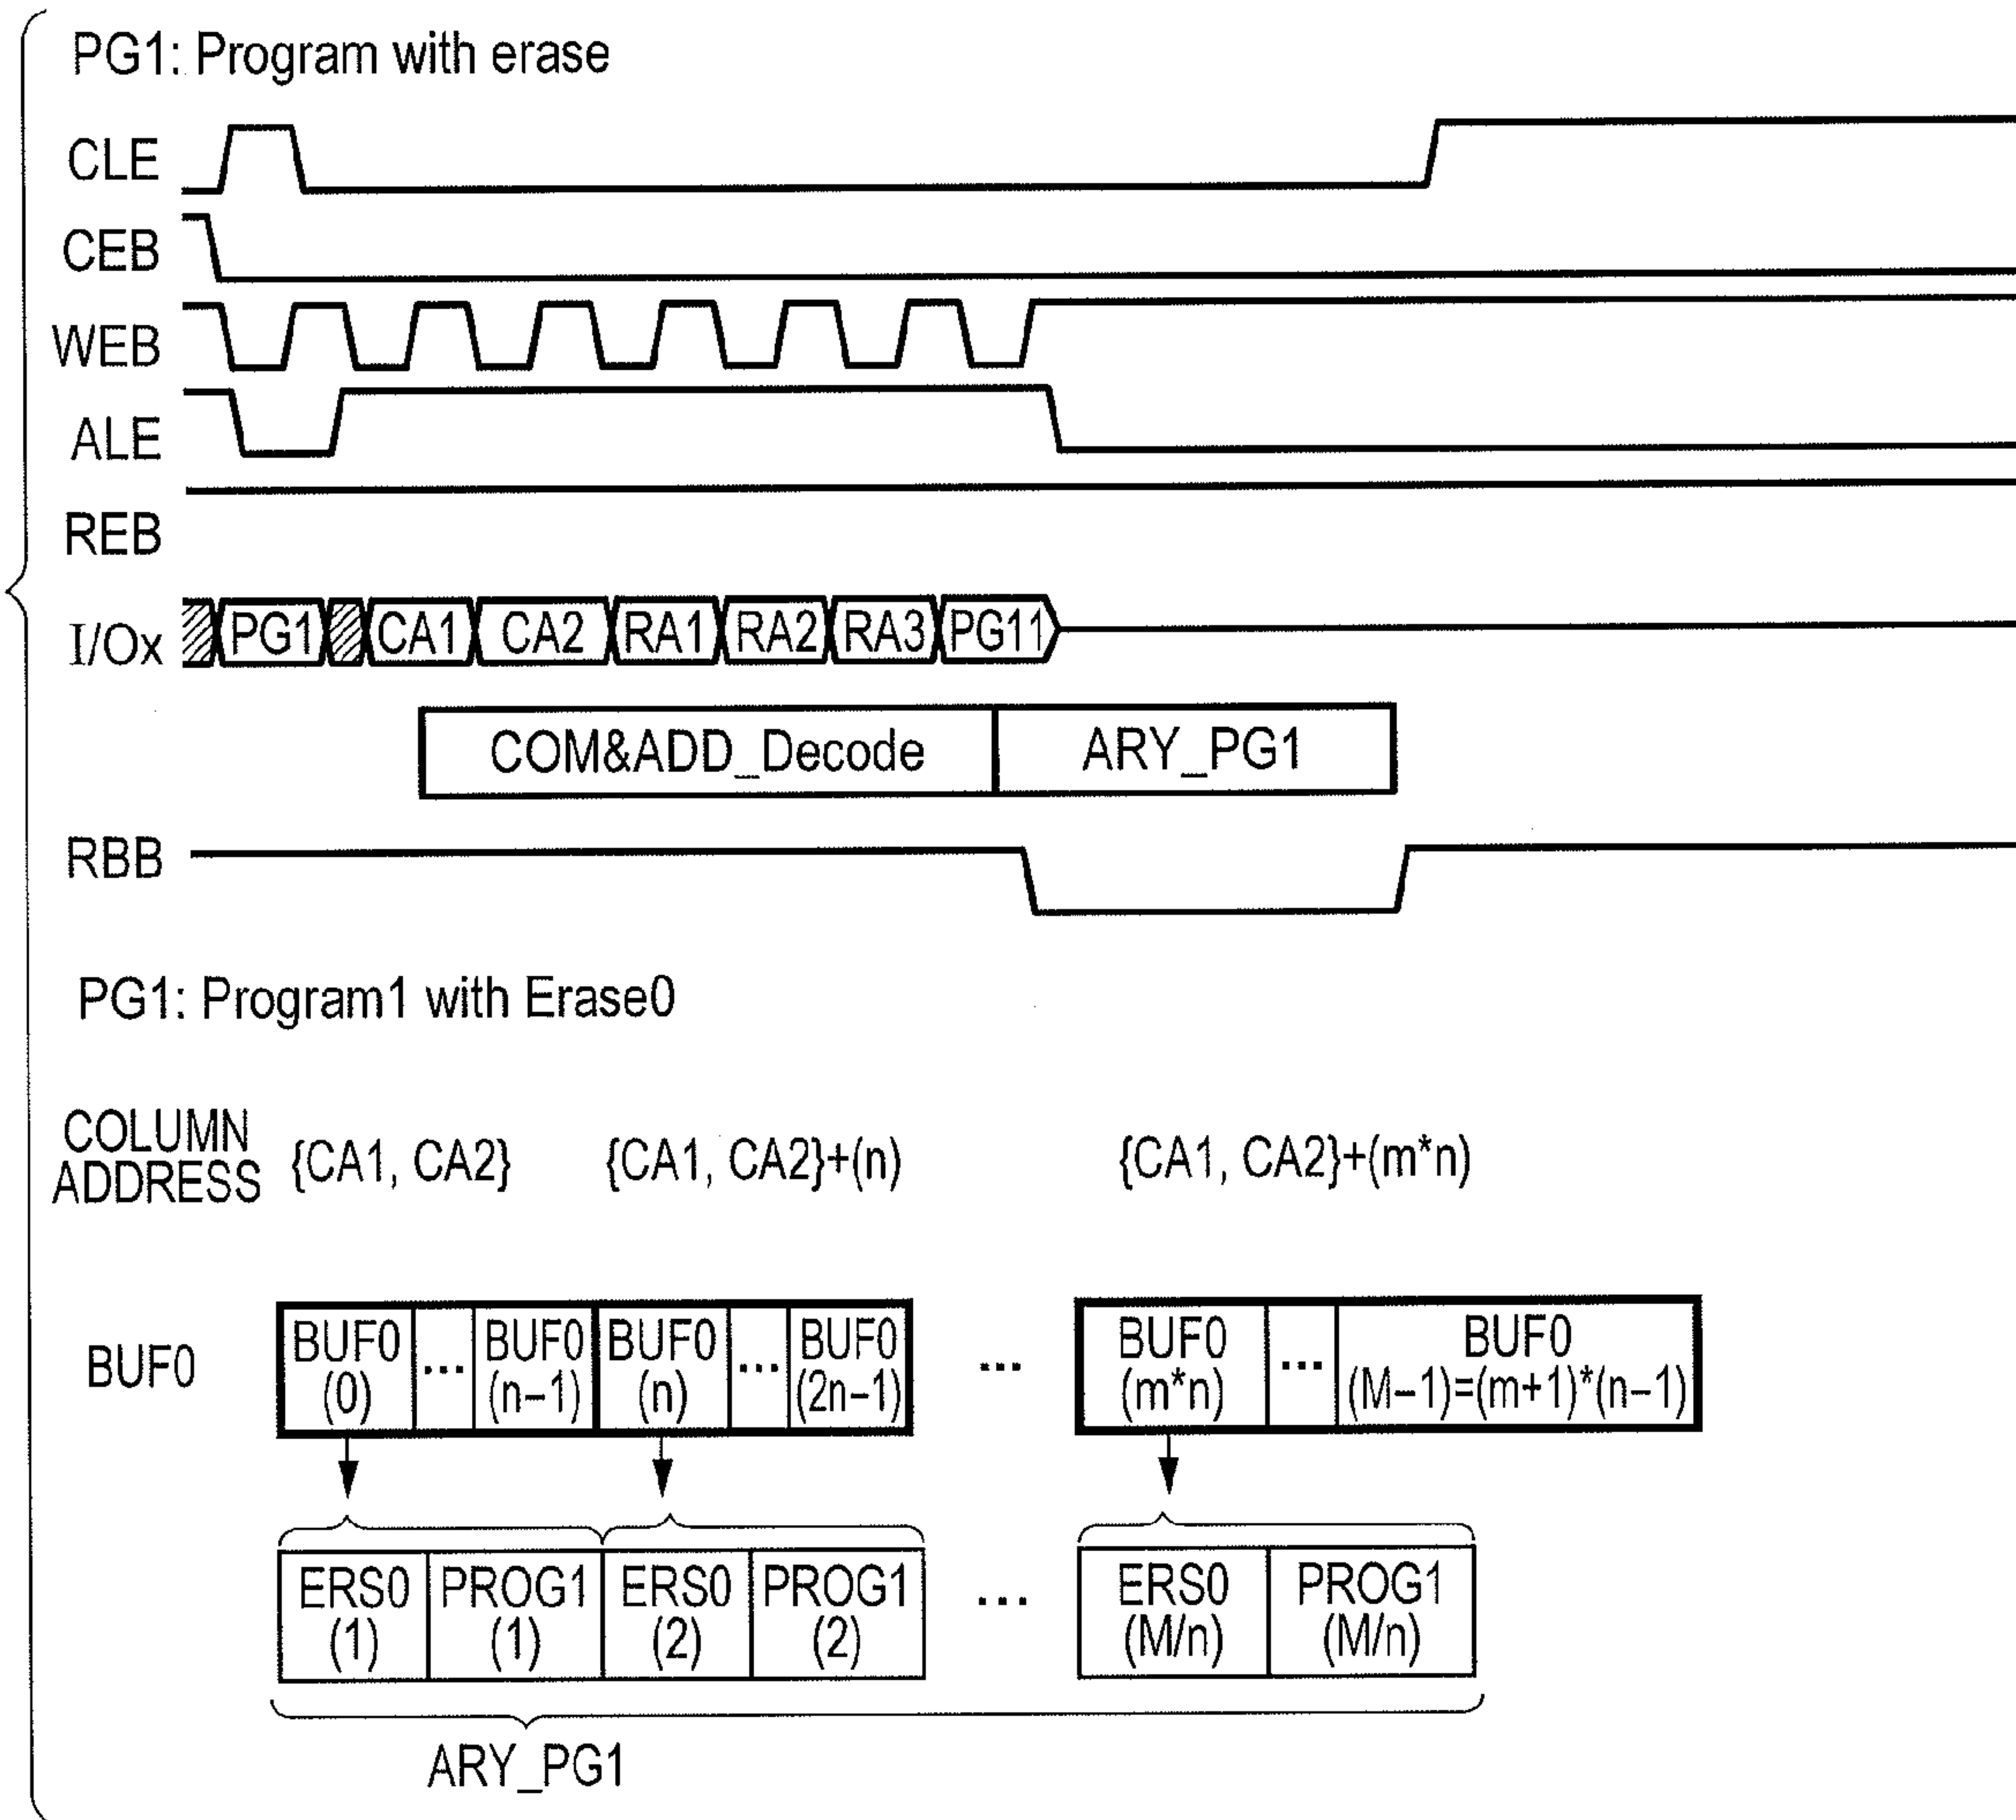 PG1: Program with erase
CLE
CEB
WEB
ALE
REB
I/Ox PG1 CA1 CA2 RA1 RA2 RA3 PG11
COM&ADD_Decode ARY_PG1
RBB
PG1: Program1 with Erase0
COLUMN
ADDRESS {CA1, CA2} {CA1, CA2}+(n) {CA1, CA2}+(m*n)
BUF0 BUF0 ... BUF0 BUF0 ... BUF0 ... BUF0 ... BUF0
(0) (n-1) (n) (2n-1) (m*n) (M-1)=(m+1)*(n-1)
ERS0 PROG1 ERS0 PROG1 ... ERS0 PROG1
(1) (1) (2) (2) (M/n) (M/n)
ARY_PG1